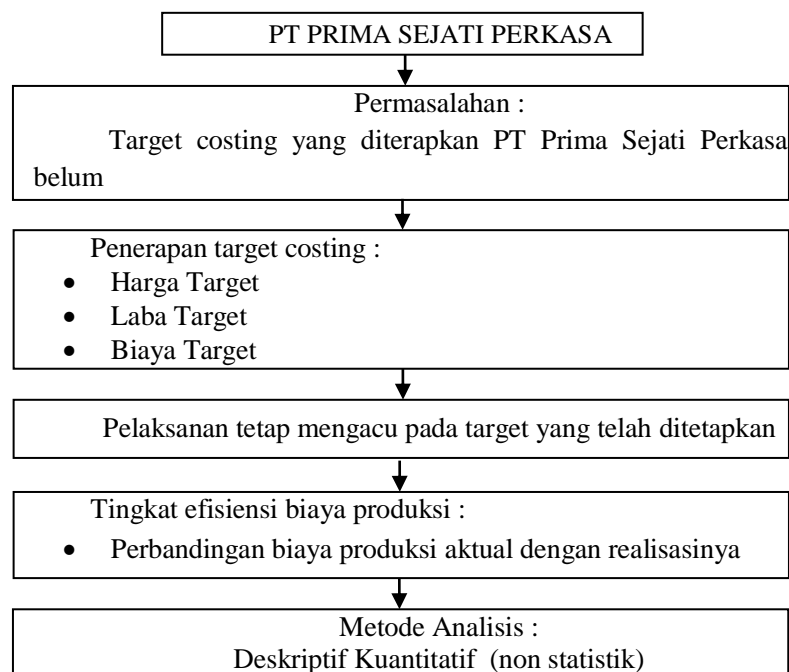 PT PRIMA SEJATI PERKASA
Permasalahan :
Target costing yang diterapkan PT Prima Sejati Perkasa
belum
Penerapan target costing :
• Harga Target
• Laba Target
• Biaya Target
Pelaksanan tetap mengacu pada target yang telah ditetapkan
Tingkat efisiensi biaya produksi :
• Perbandingan biaya produksi aktual dengan realisasinya
Metode Analisis :
Deskriptif Kuantitatif (non statistik)